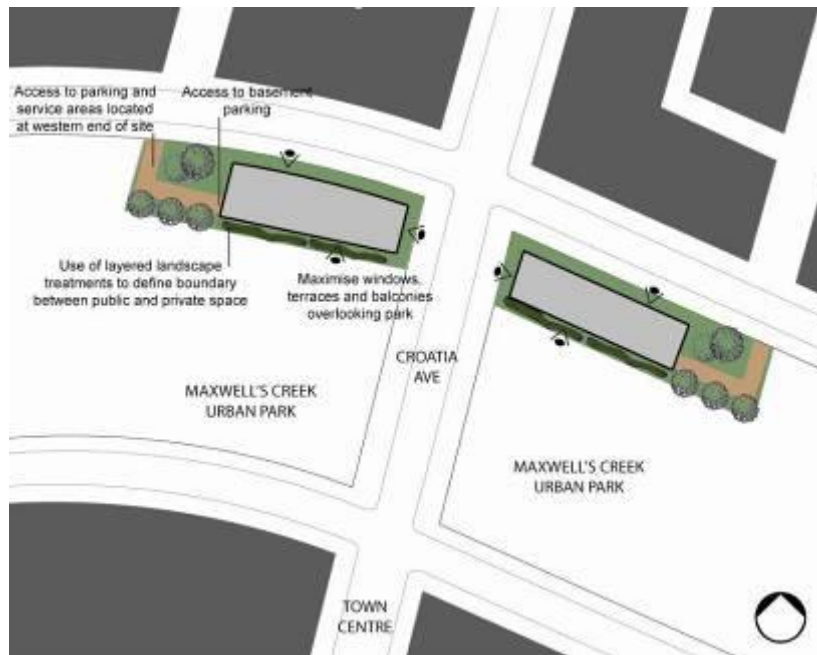 Access to parking and
service areas located
at western end of site
Access to basement
parking
Use of layered landscape
treatments to define boundary
between public and private space
Maximise windows,
terraces and balconies
overlooking park
CROATIA
AVE
MAXWELL'S CREEK
URBAN PARK
MAXWELL'S CREEK
URBAN PARK
TOWN
CENTRE